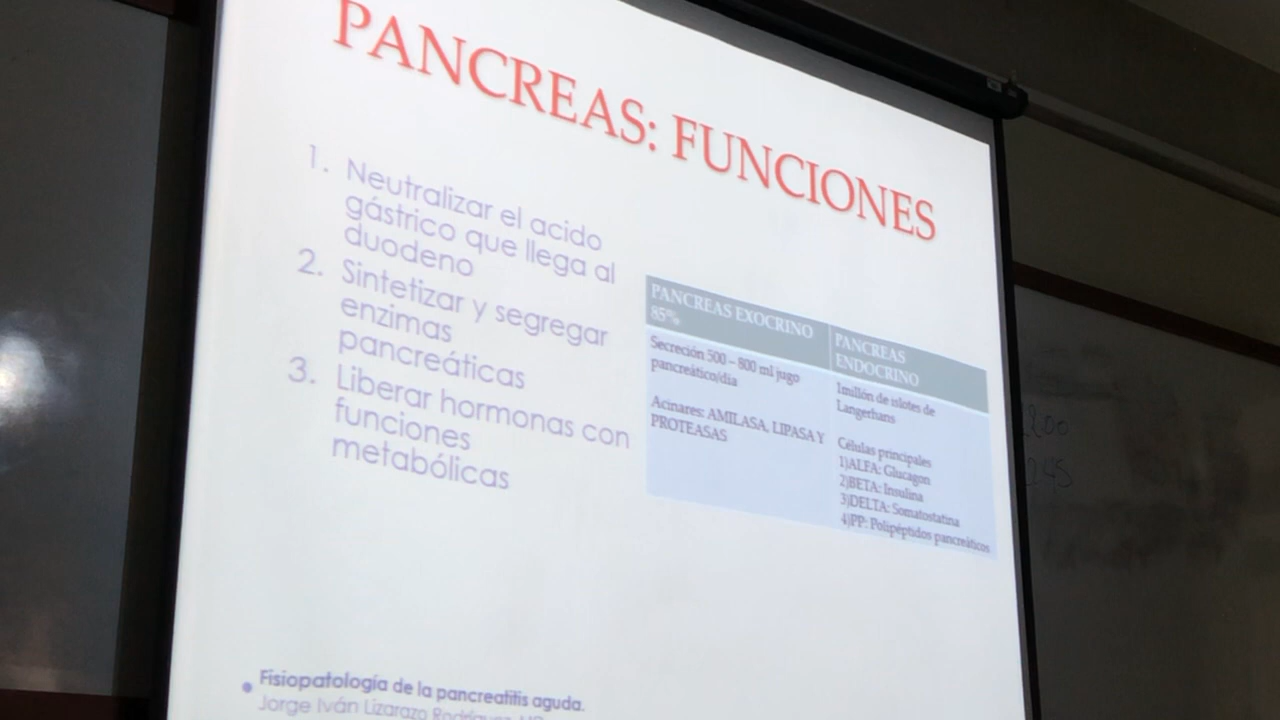 PANCREAS: FUNCIONES
1. Neutralizar el acido
gástrico que llega al
duodeno
2. Sintetizar y segregar
enzimas
pancreáticas
3. Liberar hormonas con
funciones
metabólicas
PANCREAS EXOCRINO
85%
Secreción 500 – 800 ml jugo
pancreático/día
Acinares: AMILASA, LIPASA Y
PROTEASAS
PANCREAS
ENDOCRINO
1millón de islotes de
Langerhans
Células principales
1)ALFA: Glucagon
2)BETA: Insulina
3)DELTA: Somatostatina
4)PP: Polipéptidos pancreáticos
• Fisiopatología de la pancreatitis aguda.
Jorge Iván Lizarazo Rodríguez